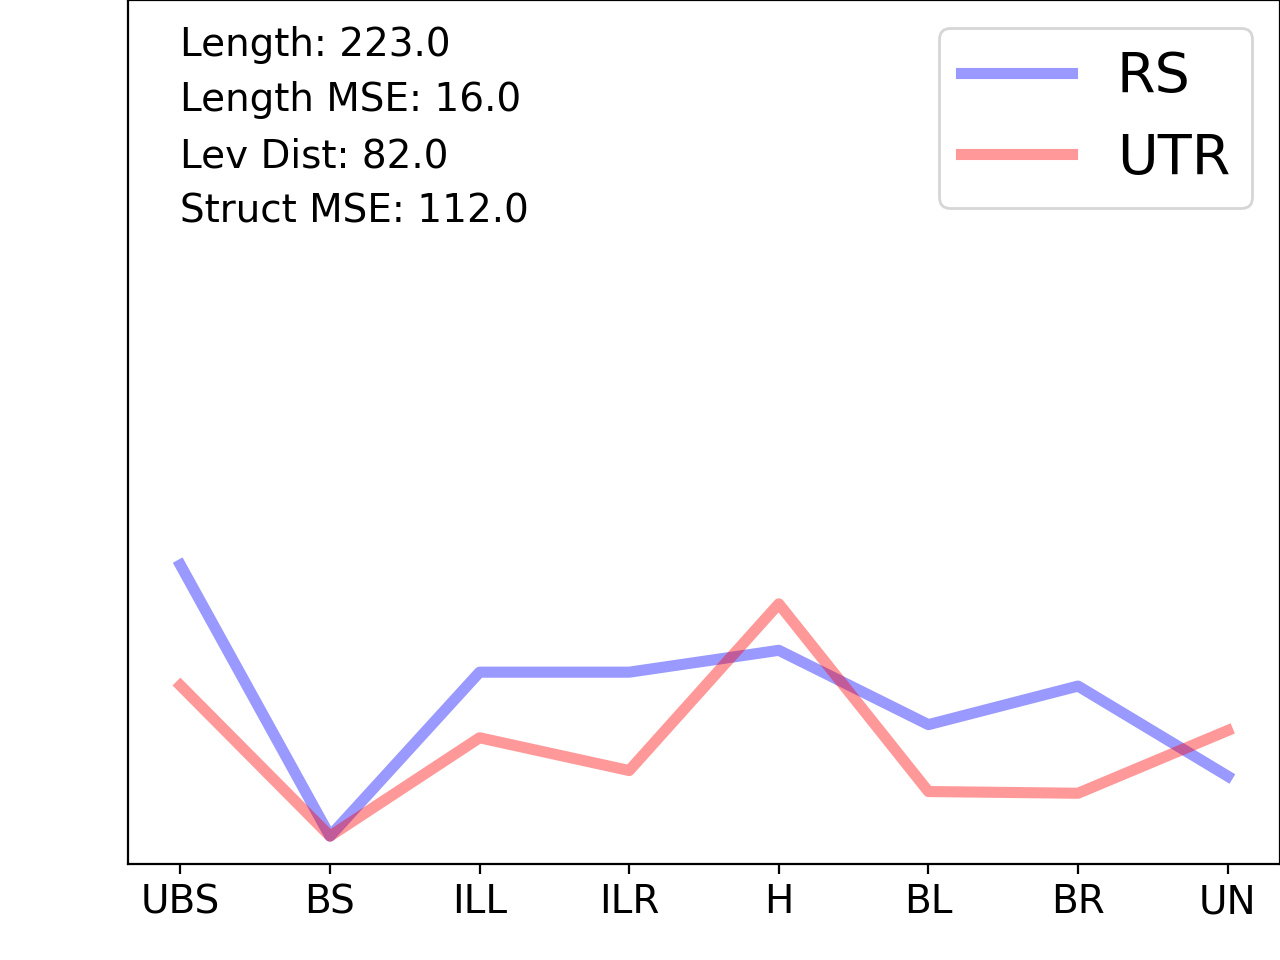 Length: 223.0
Length MSE: 16.0
Lev Dist: 82.0
Struct MSE: 112.0
RS
UTR
UBS BS ILL ILR H BL BR UN